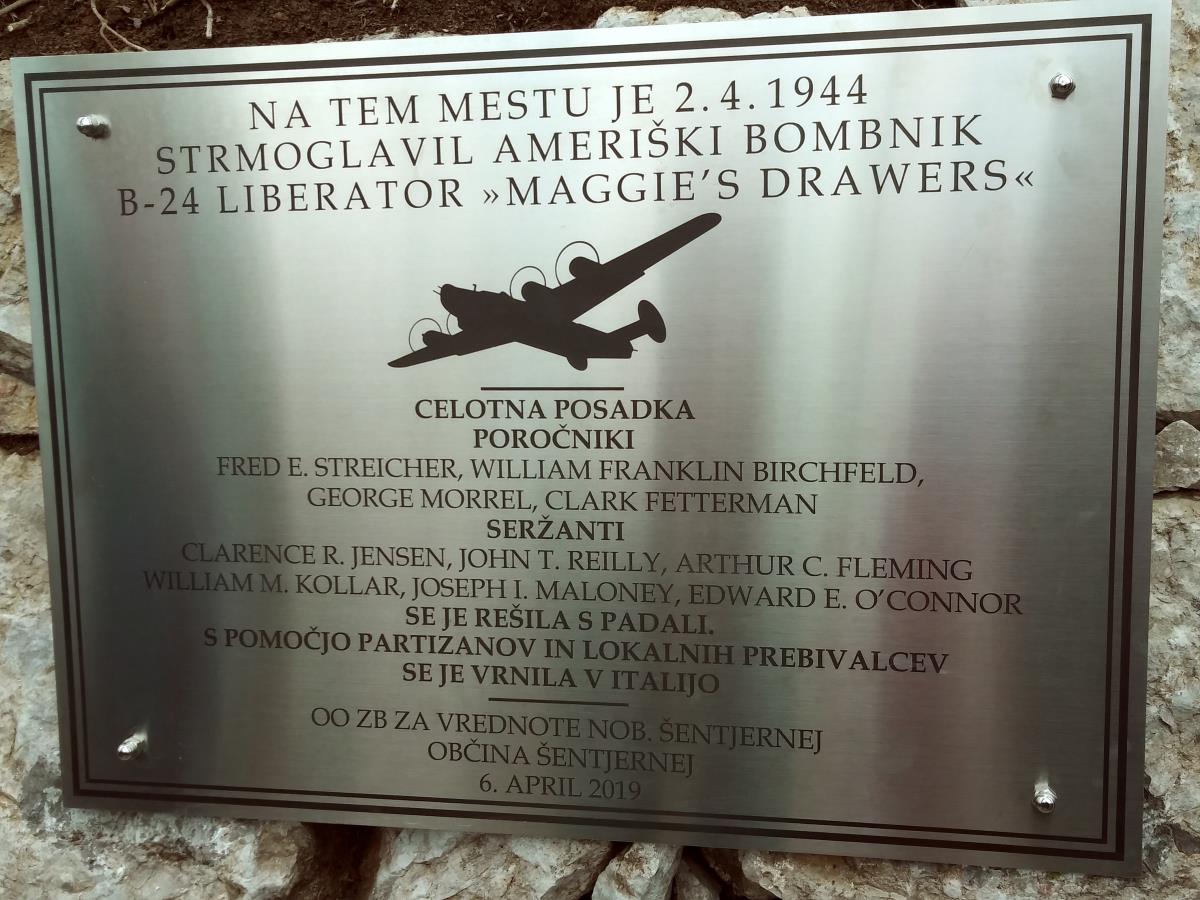 NA TEM MESTU JE 2.4.1944
STRMOGLAVIL AMERIŠKI BOMBNIK
B-24 LIBERATOR »MAGGIE'S DRAWERS«
CELOTNA POSADKA
POROČNIKI
FRED E. STREICHER, WILLIAM FRANKLIN BIRCHFELD,
GEORGE MORREL, CLARK FETTERMAN
SERŽANTI
CLARENCE R. JENSEN, JOHN T. REILLY, ARTHUR C. FLEMING
WILLIAM M. KOLLAR, JOSEPH I. MALONEY, EDWARD E. O'CONNOR
SE JE REŠILA S PADALI.
S POMOČJO PARTIZANOV IN LOKALNIH PREBIVALCEV
SE JE VRNILA V ITALIJO
OO ZB ZA VREDNOTE NOB. ŠENTJERNEJ
OBČINA ŠENTJERNEJ
6. APRIL 2019